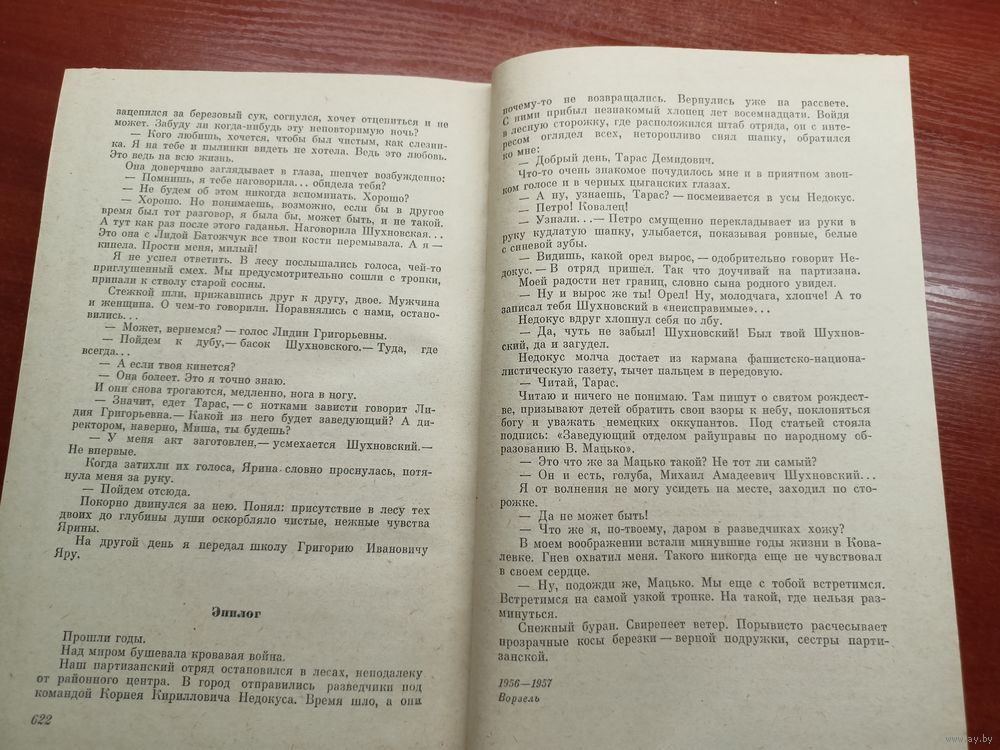 зацепился за березовый сук, согнулся, хочет отцепиться и не
может. Забуду ли когда-нибудь эту неповторимую ночь?
— Кого любишь, хочется, чтобы был чистым, как слезин-
ка. Я на тебе и пылинки видеть не хотела. Ведь это любовь.
Это ведь на всю жизнь.
Она доверчиво заглядывает в глаза, шепчет возбужденно:
— Помнишь, я тебе наговорила... обидела тебя?
— Не будем об этом никогда вспоминать. Хорошо?
— Хорошо. Но понимаешь, возможно, если бы в другое
время был тот разговор, я была бы, может быть, и не такой.
А тут как раз после этого гаданья. Наговорила Шухновская...
Это она с Лидой Батожчук все твои кости перемывала. А я —
кипела. Прости меня, милый!
Я не успел ответить. В лесу послышались голоса, чей-то
приглушенный смех. Мы предусмотрительно сошли с тропки,
припали к стволу старой сосны.
Стежкой шли, прижавшись друг к другу, двое. Мужчина
и женщина. О чем-то говорили. Поравнялись с нами, остано-
вились...
— Может, вернемся? — голос Лидии Григорьевны.
— Пойдем к дубу,— басок Шухновского.— Туда, где
всегда...
— А если твоя кинется?
— Она болеет. Это я точно знаю.
И они снова трогаются, медленно, нога в ногу.
— Значит, едет Тарас, — с нотками зависти говорит Ли-
дия Григорьевна.— Какой из него будет заведующий? А ди-
ректором, наверно, Миша, ты будешь?
— У меня акт заготовлен,— усмехается Шухновский.—
Не впервые.
Когда затихли их голоса, Ярина словно проснулась, потя-
нула меня за руку.
— Пойдем отсюда.
Покорно двинулся за нею. Понял: присутствие в лесу тех
двоих до глубины души оскорбляло чистые, нежные чувства
Ярины.
На другой день я передал школу Григорию Ивановичу
Яру.
Эпилог
Прошли годы.
Над миром бушевала кровавая война.
Наш партизанский отряд остановился в лесах, неподалеку
от районного центра. В город отправились разведчики под
командой Корнея Кирилловича Недокуса. Время шло, а они
622
почему-то не возвращались. Вернулись уже на рассвете.
С ними прибыл незнакомый хлопец лет восемнадцати. Войдя
в лесную сторожку, где расположился штаб отряда, он с инте-
ресом оглядел всех, неторопливо снял шапку, обратился
ко мне:
— Добрый день, Тарас Демидович.
Что-то очень знакомое почудилось мне и в приятном звон-
ком голосе и в черных цыганских глазах.
— А ну, узнаешь, Тарас? — посмеивается в усы Недокус.
— Петро! Ковалец!
— Узнали...— Петро смущенно перекладывает из руки в
руку кудлатую шапку, улыбается, показывая ровные, белые
с синевой зубы.
— Видишь, какой орел вырос, — одобрительно говорит Не-
докус.— В отряд пришел. Так что доучивай на партизана.
Моей радости нет границ, словно сына родного увидел.
— Ну и вырос же ты! Орел! Ну, молодчага, хлопче! А то
записал тебя Шухновский в «неисправимые»...
Недокус вдруг хлопнул себя по лбу.
— Да, чуть не забыл! Шухновский! Был твой Шухнов-
ский, да и загудел.
Недокус молча достает из кармана фашистско-национа-
листическую газету, тычет пальцем в передовую.
— Читай, Тарас.
Читаю и ничего не понимаю. Там пишут о святом рождест-
ве, призывают детей обратить свои взоры к небу, поклоняться
богу и уважать немецких оккупантов. Под статьей стояла
подпись: «Заведующий отделом райуправы по народному об-
разованию В. Мацько».
— Это что же за Мацько такой? Не тот ли самый?
— Он и есть, голуба, Михаил Амадеевич Шухновский...
Я от волнения не могу усидеть на месте, заходил по сто-
рожке.
— Да не может быть!
— Что же я, по-твоему, даром в разведчиках хожу?
В моем воображении встали минувшие годы жизни в Кова-
левке. Гнев охватил меня. Такого никогда еще не чувствовал
в своем сердце.
— Ну, подожди же, Мацько. Мы еще с тобой встретимся.
Встретимся на самой узкой тропке. На такой, где нельзя раз-
минуться.
Снежный буран. Свирепеет ветер. Порывисто расчесывает
прозрачные косы березки — верной подружки, сестры парти-
занской.
1956—1957
Ворзель
www.ay.by